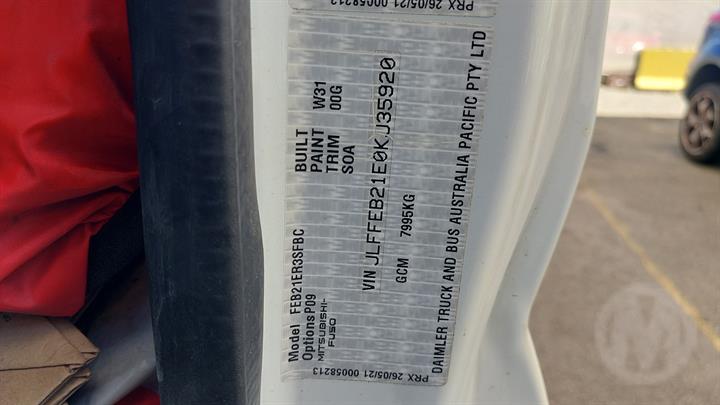 PRX 26/05/21 00058213
Model FEB21ER3SFBC
Options P09
MITSUBISHI-
FUSO
BUILT
PAINT W31
TRIM 00G
SOA
VIN JLFFEB21E0KJ35920
GCM 7995KG
DAIMLER TRUCK AND BUS AUSTRALIA PACIFIC PTY LTD
PRX 26/05/21 00058213
M